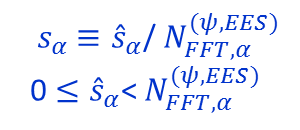 s_α ≡ ŝ_α / N_{FFT,α}^{(ψ,EES)}
0 ≤ ŝ_α < N_{FFT,α}^{(ψ,EES)}